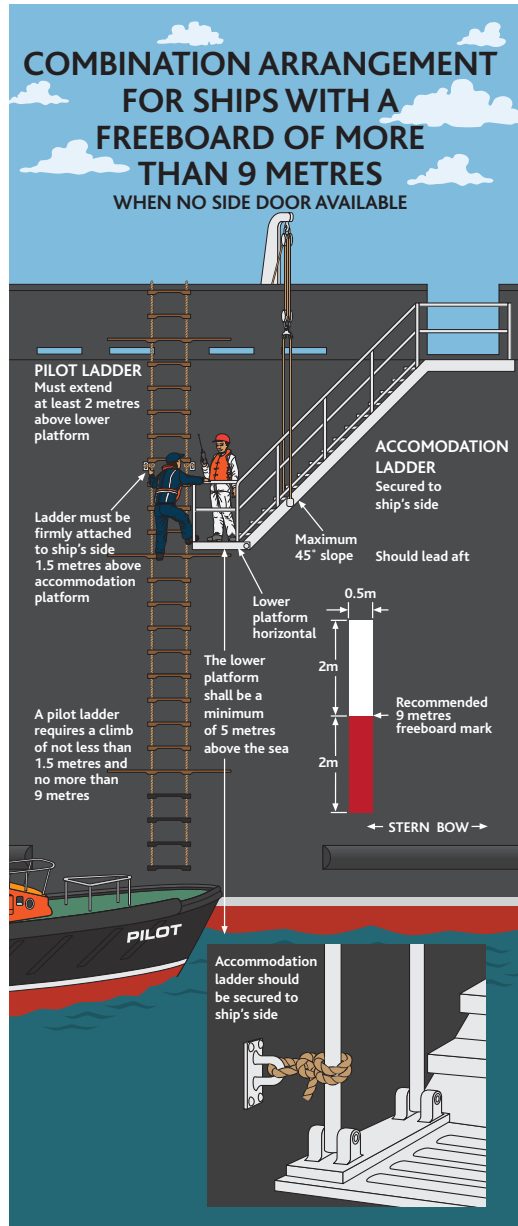 COMBINATION ARRANGEMENT
FOR SHIPS WITH A
FREEBOARD OF MORE
THAN 9 METRES
WHEN NO SIDE DOOR AVAILABLE
PILOT LADDER
Must extend
at least 2 metres
above lower
platform
ACCOMODATION
LADDER
Secured to
ship's side
Ladder must be
firmly attached
to ship's side
1.5 metres above
accommodation
platform
Maximum
45˚ slope
Should lead aft
Lower
platform
horizontal
0.5m
2m
The lower
platform
shall be a
minimum
of 5 metres
above the sea
Recommended
9 metres
freeboard mark
2m
A pilot ladder
requires a climb
of not less than
1.5 metres and
no more than
9 metres
STERN BOW
PILOT
Accommodation
ladder should
be secured to
ship's side